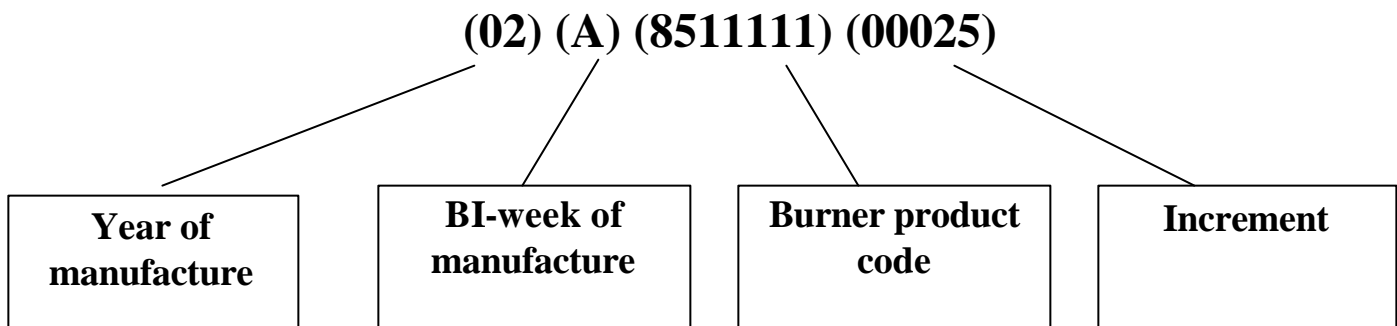 (02) (A) (8511111) (00025)
Year of
manufacture
BI-week of
manufacture
Burner product
code
Increment